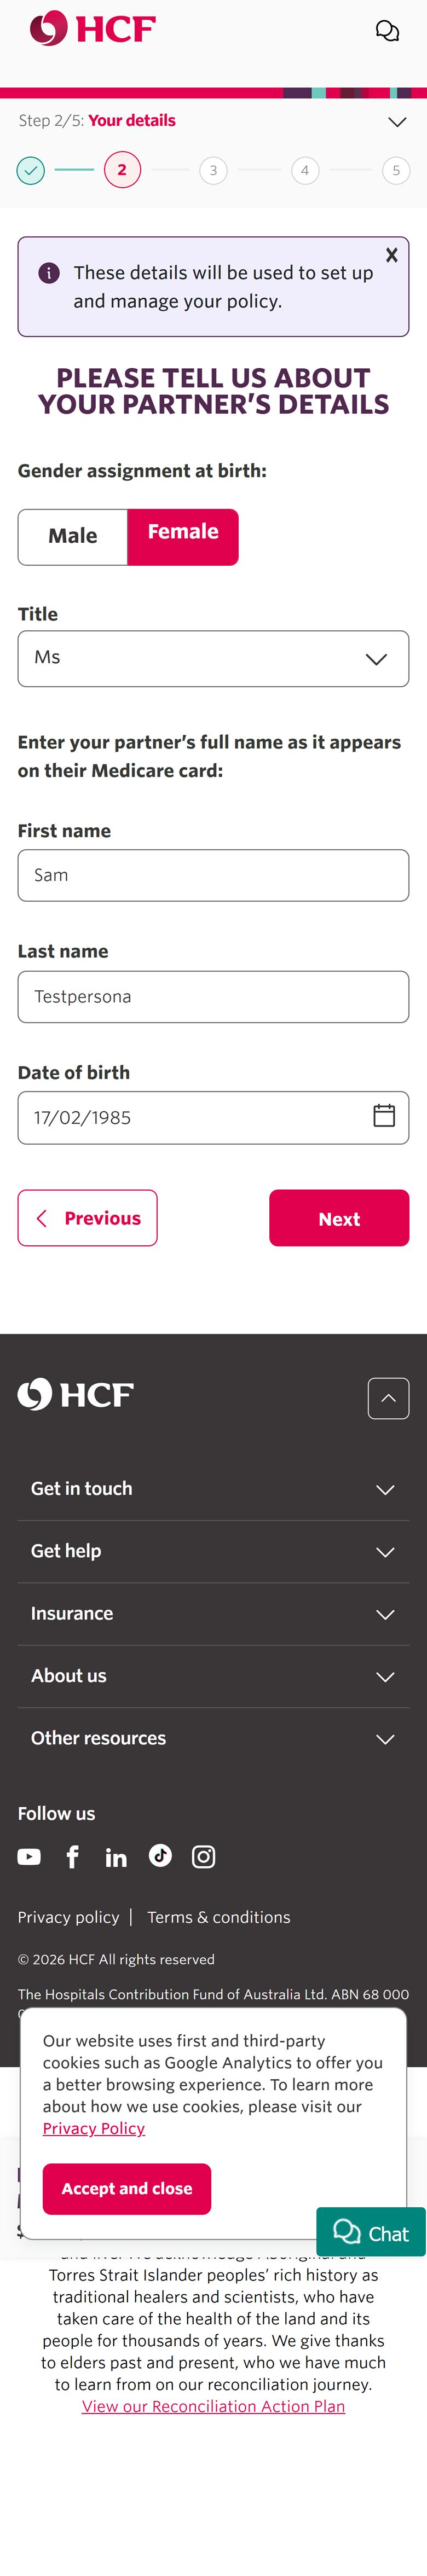 HCF
Step 2/5: Your details
2
3
4
5
These details will be used to set up
and manage your policy.
X
PLEASE TELL US ABOUT
YOUR PARTNER'S DETAILS
Gender assignment at birth:
Male
Female
Title
Ms
Enter your partner's full name as it appears
on their Medicare card:
First name
Sam
Last name
Testpersona
Date of birth
17/02/1985
Previous
Next
HCF
Get in touch
Get help
Insurance
About us
Other resources
Follow us
Privacy policy | Terms & conditions
© 2026 HCF All rights reserved
The Hospitals Contribution Fund of Australia Ltd. ABN 68 000
Our website uses first and third-party
cookies such as Google Analytics to offer you
a better browsing experience. To learn more
about how we use cookies, please visit our
Privacy Policy
Accept and close
Chat
Torres Strait Islander peoples' rich history as
traditional healers and scientists, who have
taken care of the health of the land and its
people for thousands of years. We give thanks
to elders past and present, who we have much
to learn from on our reconciliation journey.
View our Reconciliation Action Plan